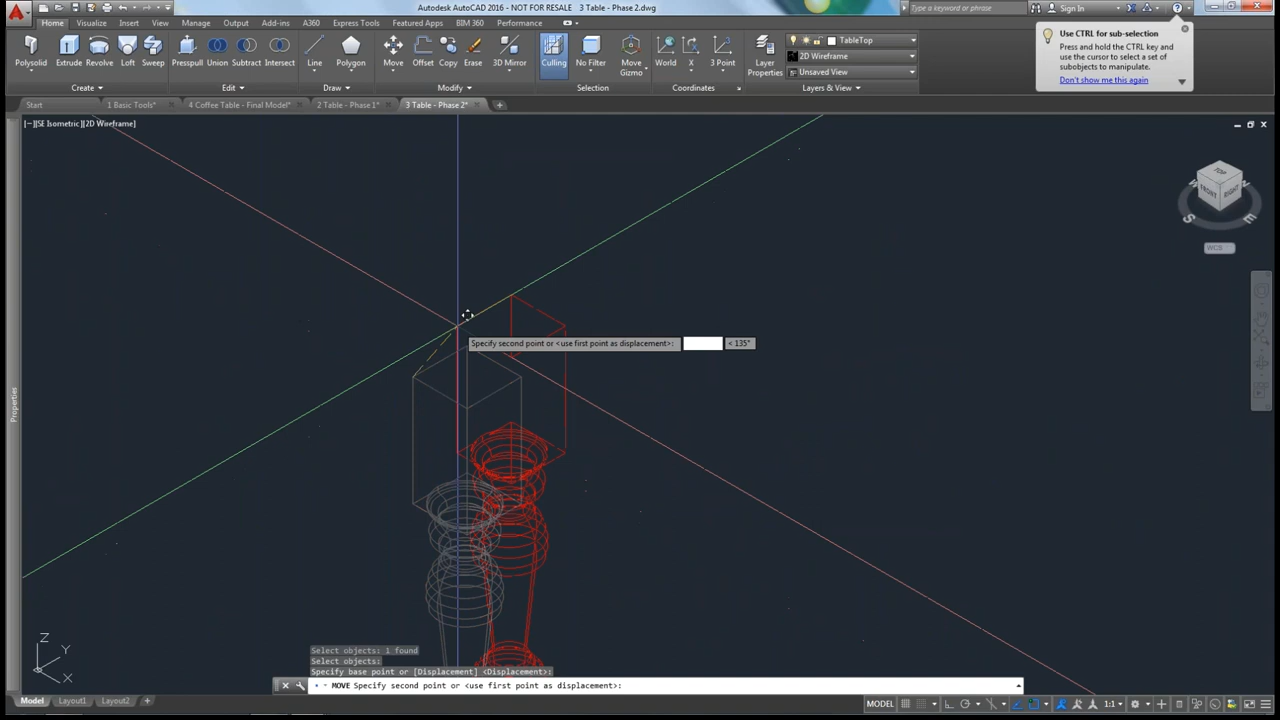 Autodesk AutoCAD 2016 - NOT FOR RESALE    3 Table - Phase 2.dwg
Type a keyword or phrase
Sign In
Home Insert Annotate View Manage Output Add-ins A360 Express Tools Featured Apps BIM 360 Performance
Polysolid Extrude Revolve Loft Sweep Presspull Union Subtract Intersect Line Polygon Move Offset Copy Erase 3D Mirror Culling No Filter Move Gizmo World X 3 Point Layer Properties
TableTop
2D Wireframe
Unsaved View
Create Edit Draw Modify Selection Coordinates Layers & View
Use CTRL for sub-selection
Press and hold the CTRL key and
use the cursor to select a set of
subobjects to manipulate.
Don't show me this again
Start 1 Basic Tools* 4 Coffee Table - Final Model* 2 Table - Phase 1* 3 Table - Phase 2*
[−][SE Isometric][2D Wireframe]
TOP
FRONT RIGHT
W N S E
WCS
Specify second point or <use first point as displacement>: < 135°
Properties
Z
Y
X
Select objects: 1 found
Select objects:
Specify base point or [Displacement] <Displacement>:
MOVE Specify second point or <use first point as displacement>:
Model Layout1 Layout2 +
MODEL 1:1